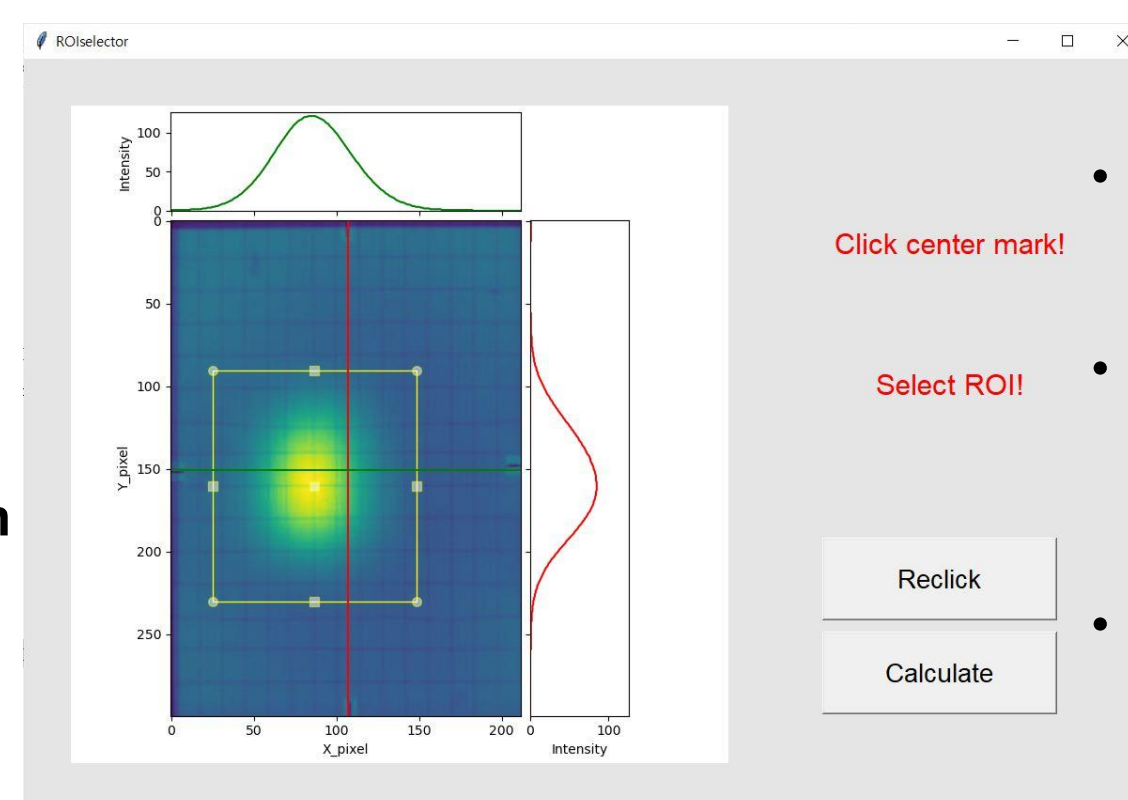 ROIselector
Intensity
100
50
0
0
50
100
150
200
250
Y_pixel
0 50 100 150 200
X_pixel
0 100
Intensity
Click center mark!
Select ROI!
Reclick
Calculate
•
•
•